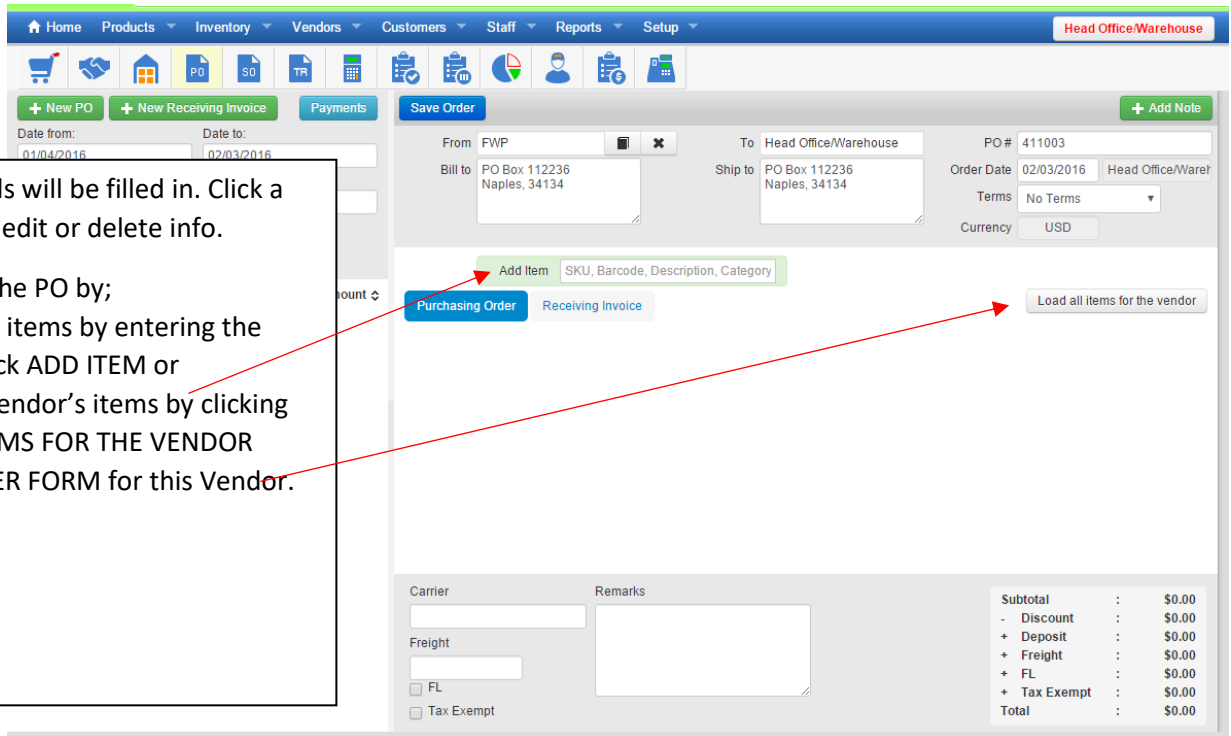 Home Products Inventory Vendors Customers Staff Reports Setup Head Office/Warehouse
PO SO TR
+ New PO + New Receiving Invoice Payments Save Order + Add Note
Date from: Date to:
01/04/2016 02/03/2016
ls will be filled in. Click a
edit or delete info.
he PO by;
items by entering the
ck ADD ITEM or
endor's items by clicking
MS FOR THE VENDOR
ER FORM for this Vendor.
ount
From FWP To Head Office/Warehouse PO # 411003
Bill to PO Box 112236 Ship to PO Box 112236 Order Date 02/03/2016 Head Office/Wareh
Naples, 34134 Naples, 34134
Terms No Terms
Currency USD
Add Item SKU, Barcode, Description, Category
Purchasing Order Receiving Invoice Load all items for the vendor
Carrier Remarks
Freight
FL
Tax Exempt
Subtotal : $0.00
- Discount : $0.00
+ Deposit : $0.00
+ Freight : $0.00
+ FL : $0.00
+ Tax Exempt : $0.00
Total : $0.00